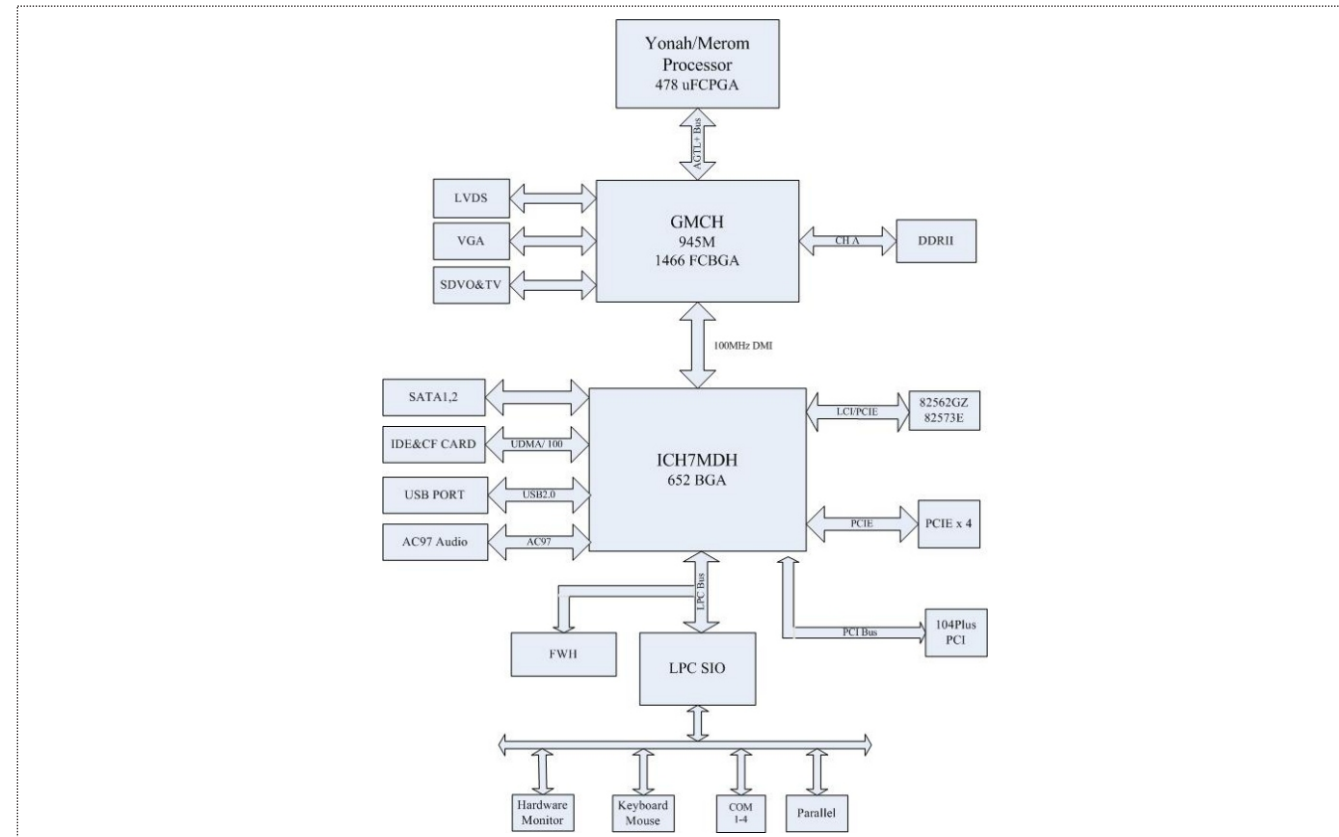 Yonah/Merom
Processor
478 uFCPGA
AGTL+ Bus
LVDS
VGA
SDVO&TV
GMCH
945M
1466 FCBGA
CH A
DDRII
100MHz DMI
SATA1,2
IDE&CF CARD
UDMA/ 100
USB PORT
USB2.0
AC97 Audio
AC97
ICH7MDH
652 BGA
LCI/PCIE
82562GZ
82573E
PCIE
PCIE x 4
LPC Bus
PCI Bus
104Plus
PCI
FWH
LPC SIO
Hardware
Monitor
Keyboard
Mouse
COM
1-4
Parallel